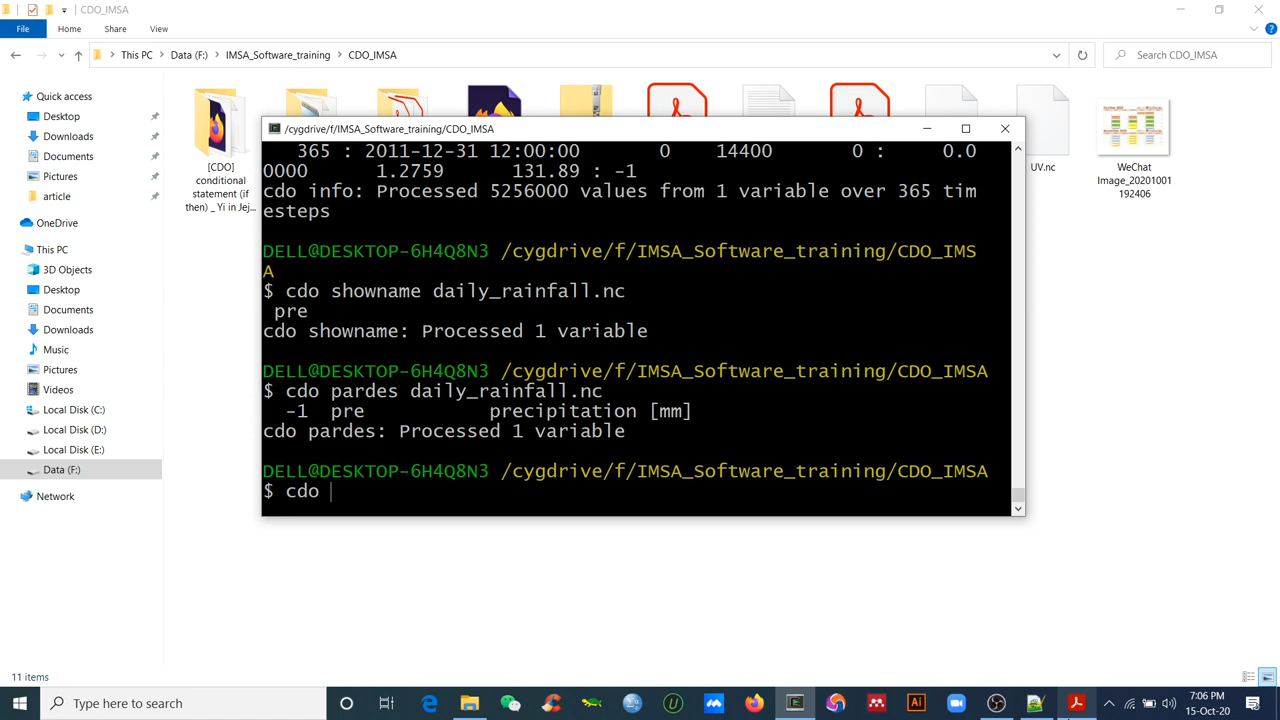 CDO_IMSA
File
Home
Share
View
This PC
Data (F:)
IMSA_Software_training
CDO_IMSA
Search CDO_IMSA
Quick access
Desktop
Downloads
Documents
Pictures
article
OneDrive
This PC
3D Objects
Desktop
Documents
Downloads
Music
Pictures
Videos
Local Disk (C:)
Local Disk (D:)
Local Disk (E:)
Data (F:)
Network
[CDO]
conditional
statement (if
then) _ Yi in Jej...
UV.nc
WeChat
Image_20201001
192406
/cygdrive/f/IMSA_Software_training/CDO_IMSA
365 : 2011-12-31 12:00:00 0 14400 0 : 0.0
0000 1.2759 131.89 : -1
cdo info: Processed 5256000 values from 1 variable over 365 tim
esteps
DELL@DESKTOP-6H4Q8N3 /cygdrive/f/IMSA_Software_training/CDO_IMS
A
$ cdo showname daily_rainfall.nc
pre
cdo showname: Processed 1 variable
DELL@DESKTOP-6H4Q8N3 /cygdrive/f/IMSA_Software_training/CDO_IMSA
$ cdo pardes daily_rainfall.nc
-1 pre precipitation [mm]
cdo pardes: Processed 1 variable
DELL@DESKTOP-6H4Q8N3 /cygdrive/f/IMSA_Software_training/CDO_IMSA
$ cdo
11 items
Type here to search
7:06 PM
15-Oct-20